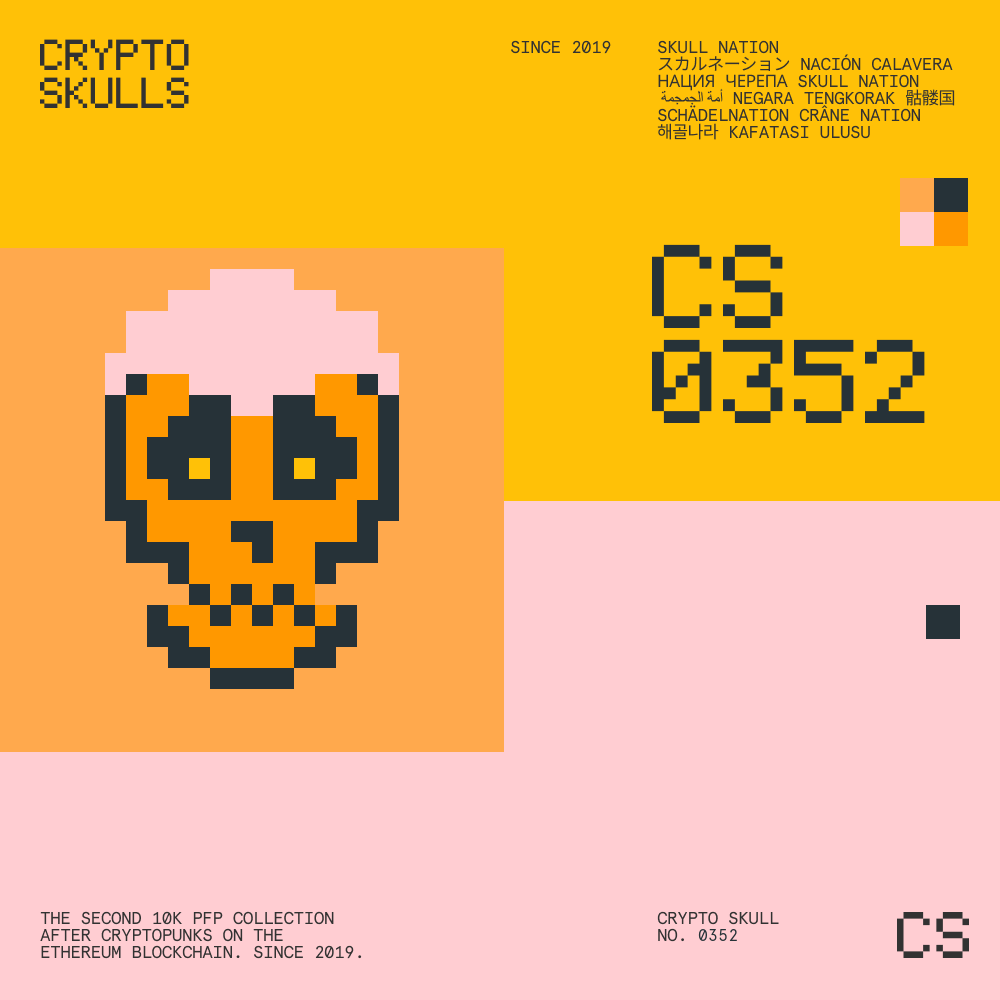 CRYPTO
SKULLS
SINCE 2019
SKULL NATION
スカルネーション NACIÓN CALAVERA
НАЦИЯ ЧЕРЕПА SKULL NATION
أمة الجمجمة NEGARA TENGKORAK 骷髅国
SCHÄDELNATION CRÂNE NATION
해골나라 KAFATASI ULUSU
CS
0352
THE SECOND 10K PFP COLLECTION
AFTER CRYPTOPUNKS ON THE
ETHEREUM BLOCKCHAIN. SINCE 2019.
CRYPTO SKULL
NO. 0352
CS